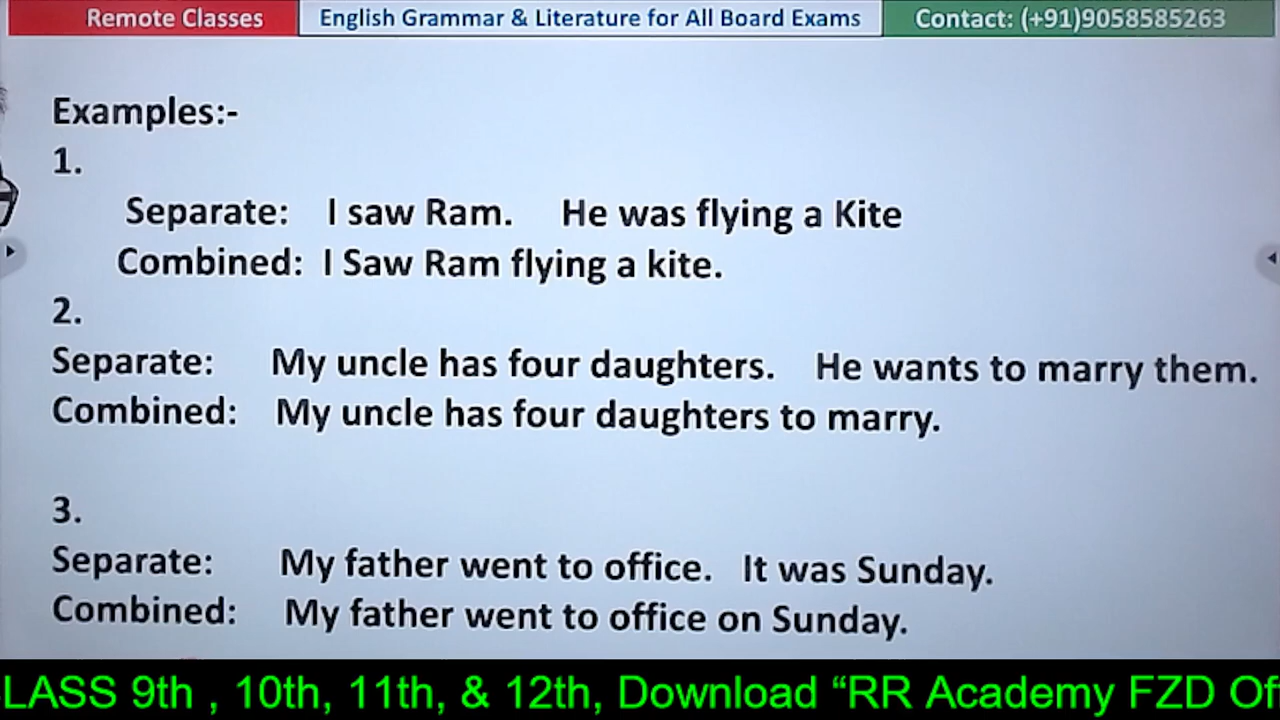 Remote Classes English Grammar & Literature for All Board Exams Contact: (+91)9058585263
Examples:-
1.
Separate: I saw Ram. He was flying a Kite
Combined: I Saw Ram flying a kite.
2.
Separate: My uncle has four daughters. He wants to marry them.
Combined: My uncle has four daughters to marry.
3.
Separate: My father went to office. It was Sunday.
Combined: My father went to office on Sunday.
LASS 9th , 10th, 11th, & 12th, Download “RR Academy FZD Of